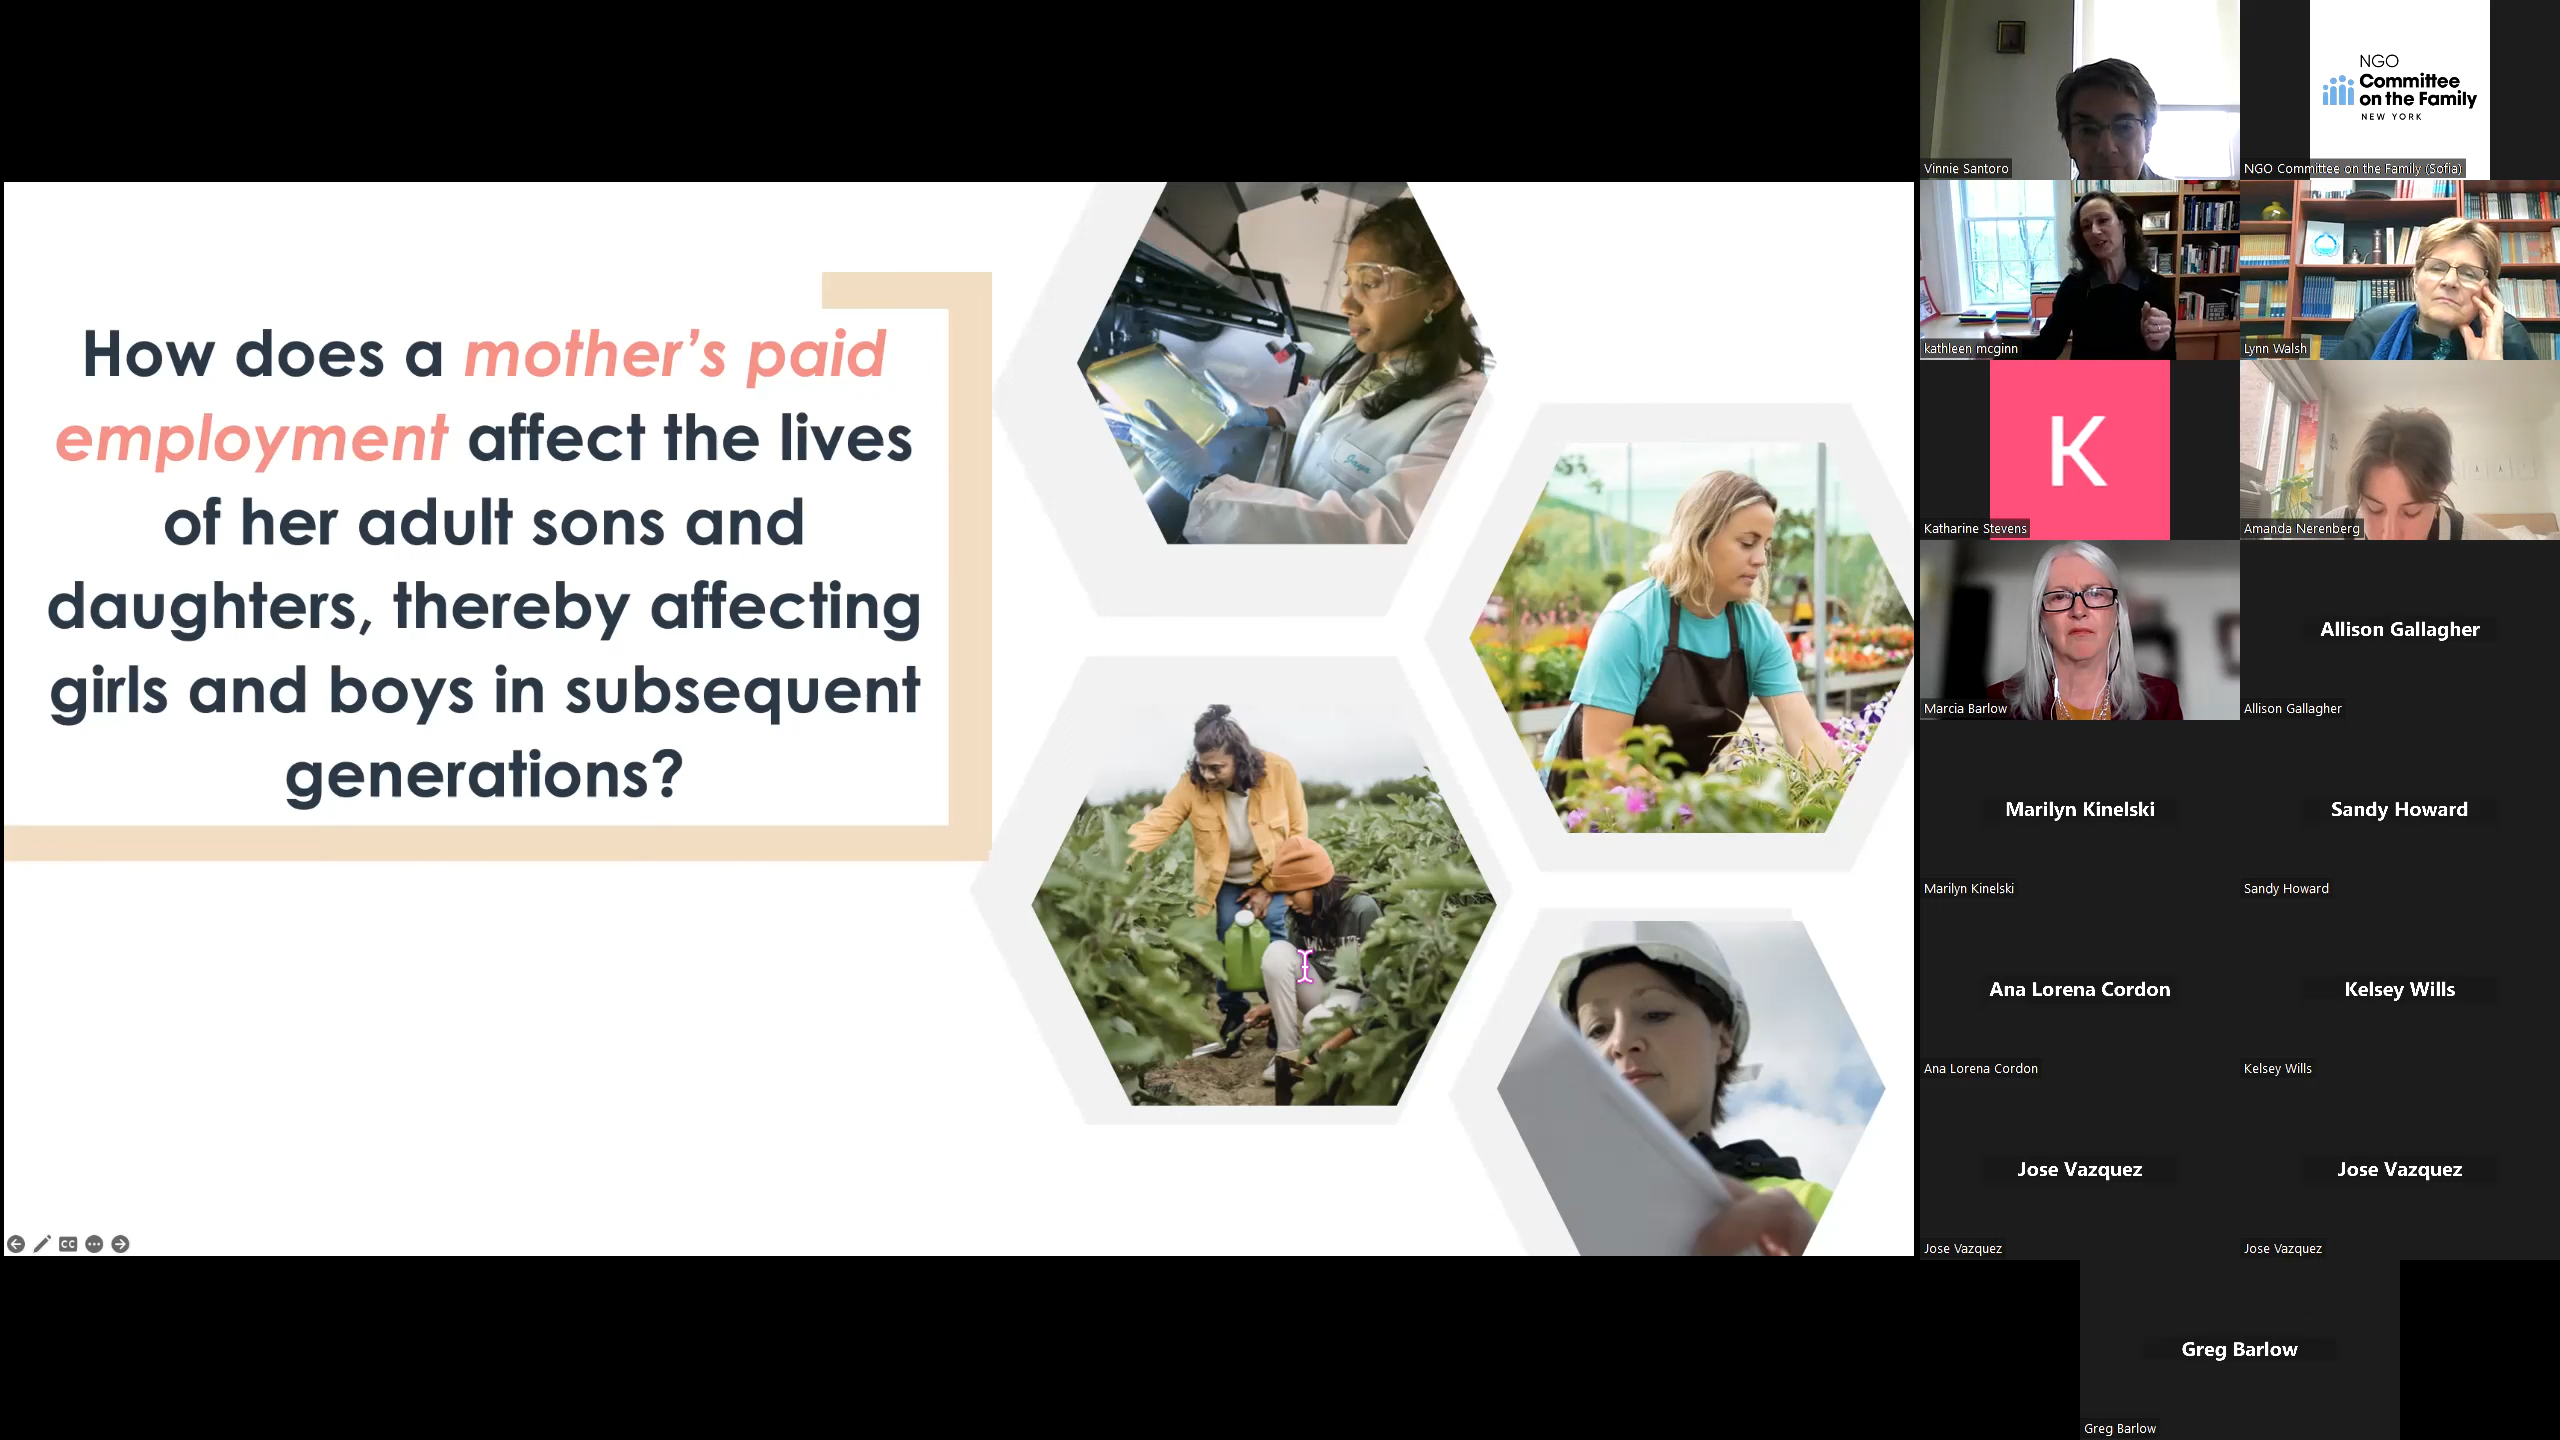 How does a mother's paid
employment affect the lives
of her adult sons and
daughters, thereby affecting
girls and boys in subsequent
generations?
CC
Vinnie Santoro
NGO
Committee
on the Family
NEW YORK
NGO Committee on the Family (Sofia)
kathleen mcginn
Lynn Walsh
K
Katharine Stevens
Amanda Nerenberg
Marcia Barlow
Allison Gallagher
Allison Gallagher
Marilyn Kinelski
Marilyn Kinelski
Sandy Howard
Sandy Howard
Ana Lorena Cordon
Ana Lorena Cordon
Kelsey Wills
Kelsey Wills
Jose Vazquez
Jose Vazquez
Jose Vazquez
Jose Vazquez
Greg Barlow
Greg Barlow